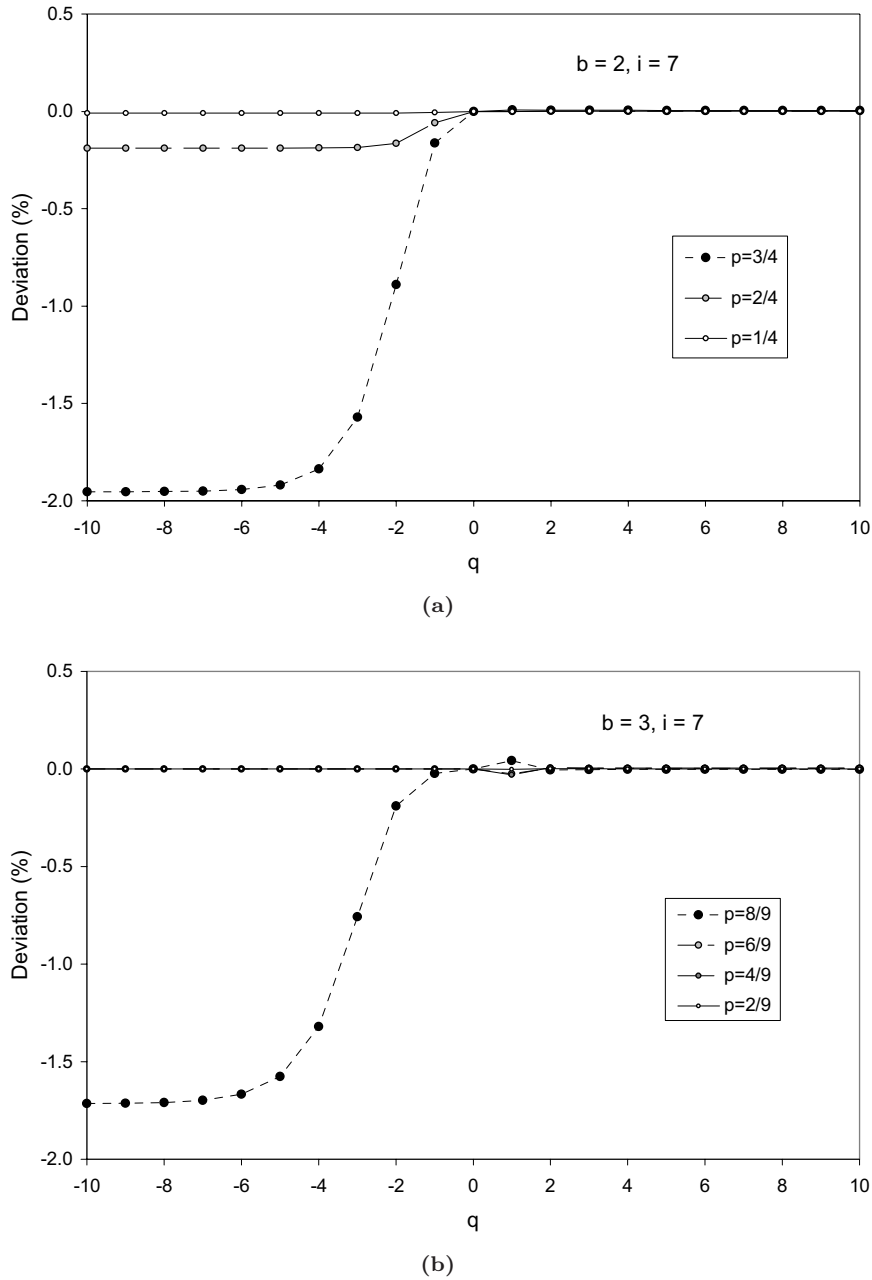 0.5
b = 2, i = 7
0.0
-0.5
-1.0
-1.5
-2.0
Deviation (%)
p=3/4
p=2/4
p=1/4
-10 -8 -6 -4 -2 0 2 4 6 8 10
q
(a)
0.5
b = 3, i = 7
0.0
-0.5
-1.0
-1.5
-2.0
Deviation (%)
p=8/9
p=6/9
p=4/9
p=2/9
-10 -8 -6 -4 -2 0 2 4 6 8 10
q
(b)